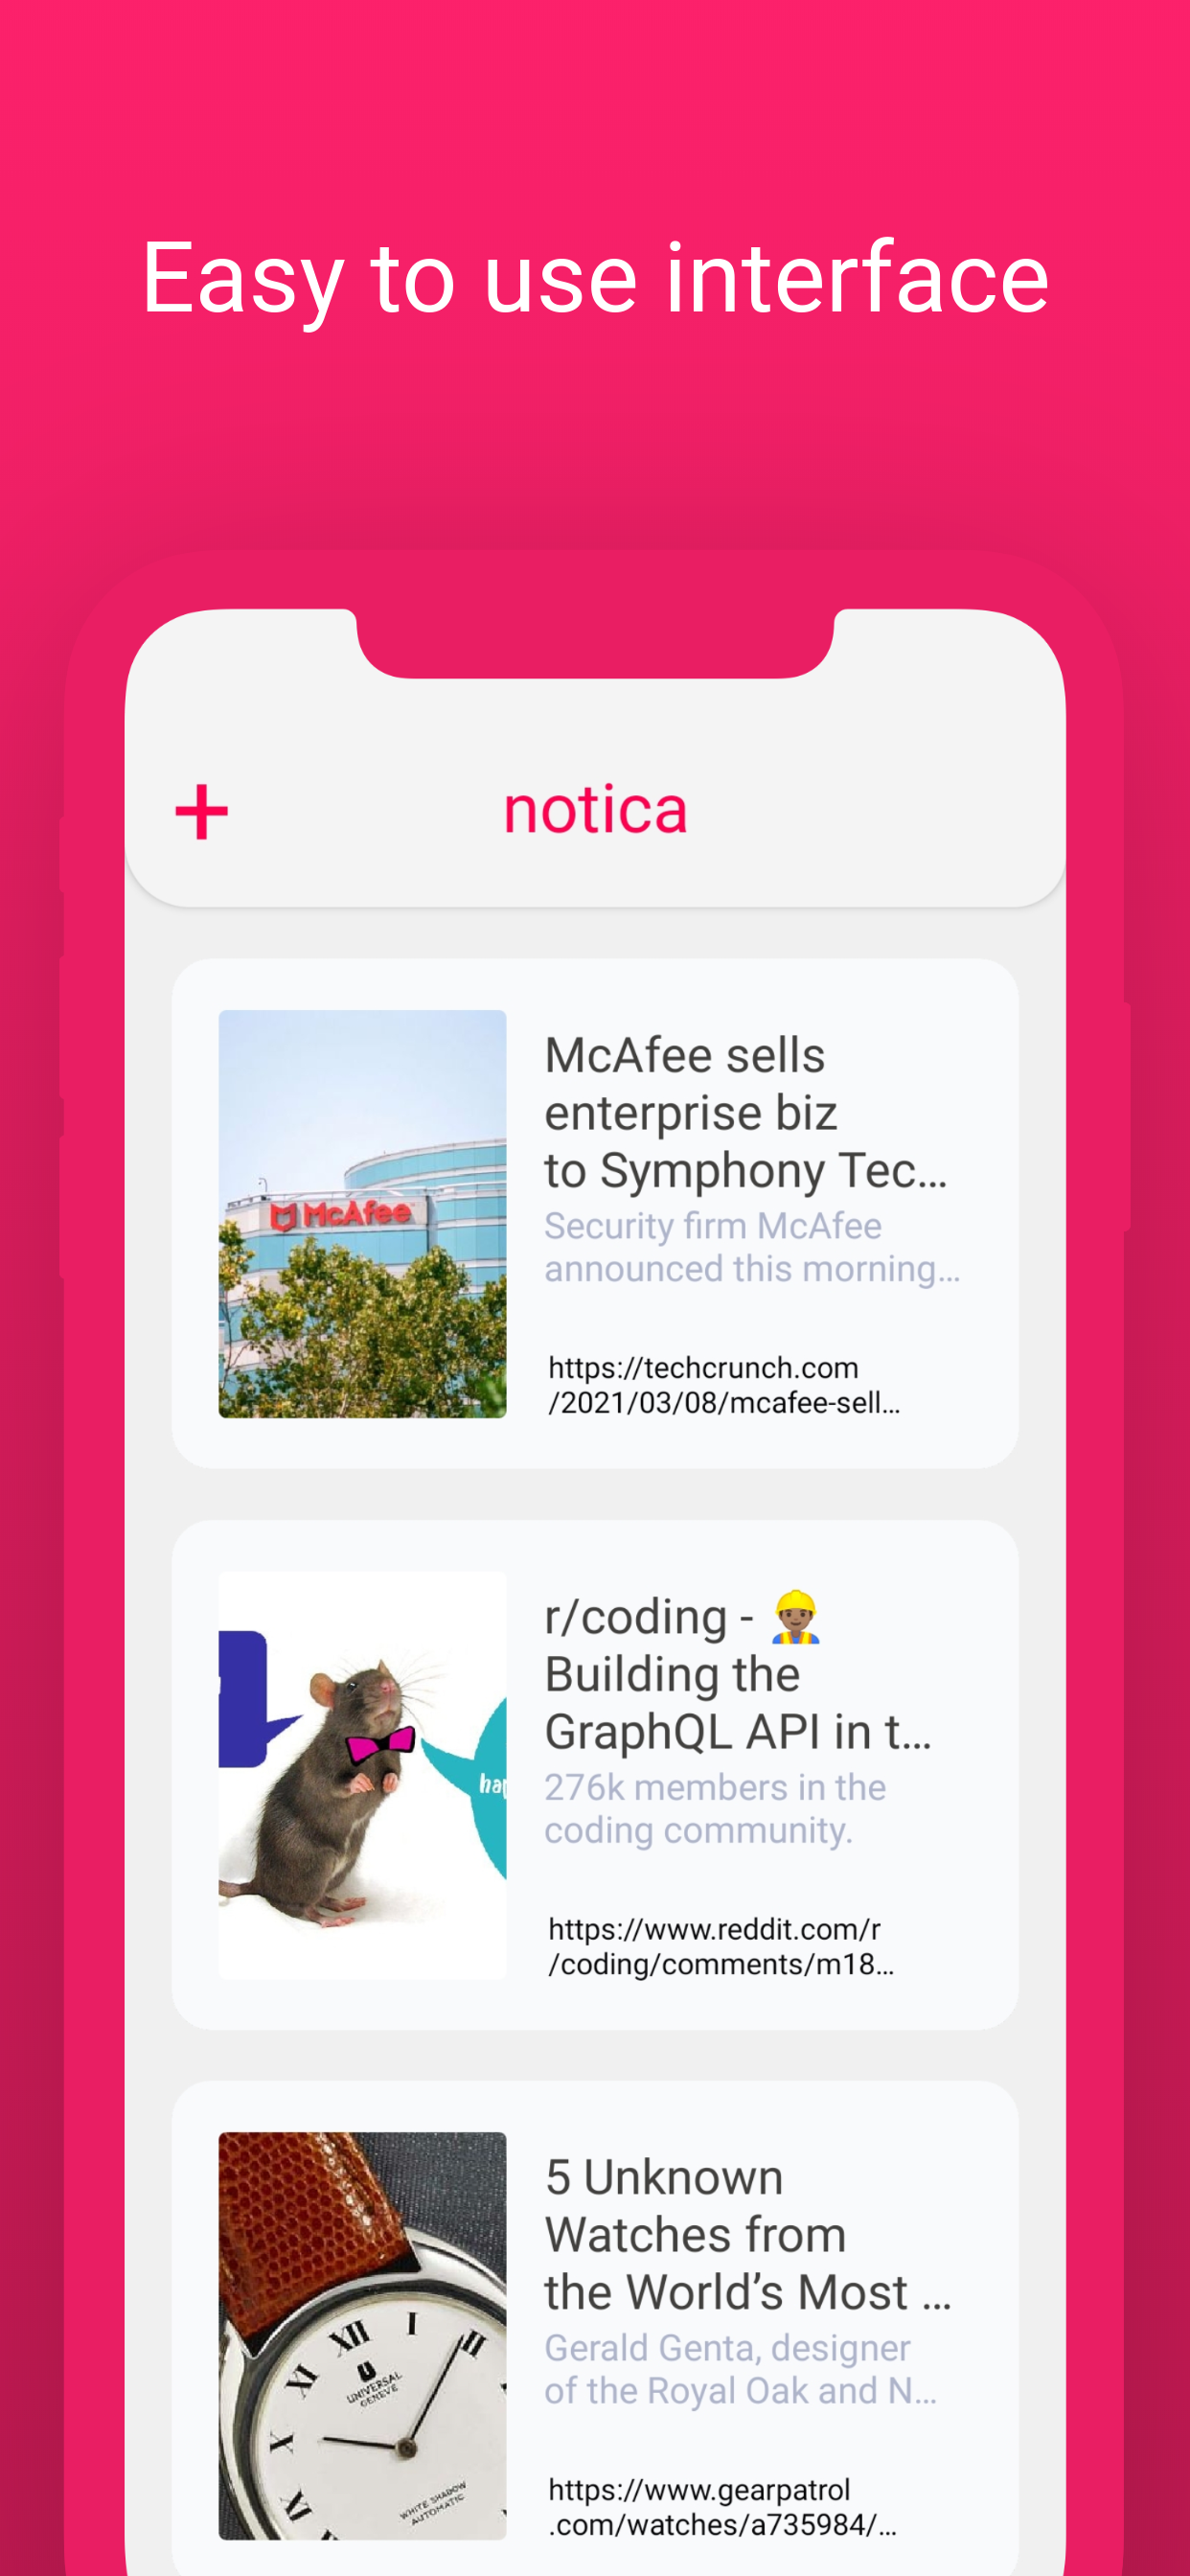 Easy to use interface
+
notica
McAfee sells
enterprise biz
to Symphony Tec...
Security firm McAfee
announced this morning...
https://techcrunch.com
/2021/03/08/mcafee-sell...
McAfee
r/coding - 👷🏽
Building the
GraphQL API in t...
276k members in the
coding community.
https://www.reddit.com/r
/coding/comments/m18...
hap
5 Unknown
Watches from
the World’s Most ...
Gerald Genta, designer
of the Royal Oak and N...
https://www.gearpatrol
.com/watches/a735984/...
XII I II
XI
UNIVERSAL
GENEVE
X
WHITE SHADOW
AUTOMATIC